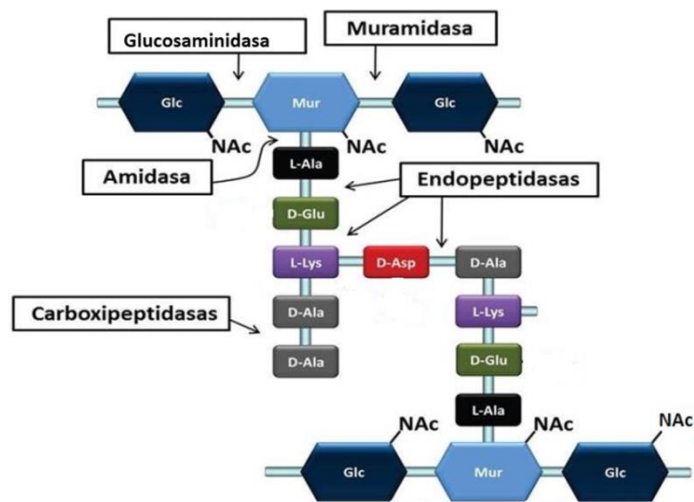 Glucosaminidasa
Muramidasa
Glc
Mur
Glc
NAc
NAc
NAc
Amidasa
L-Ala
Endopeptidasas
D-Glu
L-Lys
D-Asp
D-Ala
Carboxipeptidasas
D-Ala
L-Lys
D-Ala
D-Glu
L-Ala
NAc
NAc
NAc
Glc
Mur
Glc